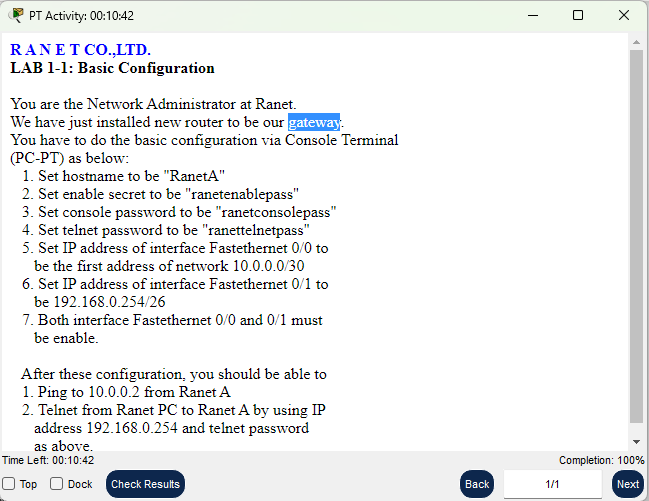 PT Activity: 00:10:42
R A N E T CO.,LTD.
LAB 1-1: Basic Configuration
You are the Network Administrator at Ranet.
We have just installed new router to be our gateway.
You have to do the basic configuration via Console Terminal
(PC-PT) as below:
1. Set hostname to be "RanetA"
2. Set enable secret to be "ranetenablepass"
3. Set console password to be "ranetconsolepass"
4. Set telnet password to be "ranettelnetpass"
5. Set IP address of interface Fastethernet 0/0 to
be the first address of network 10.0.0.0/30
6. Set IP address of interface Fastethernet 0/1 to
be 192.168.0.254/26
7. Both interface Fastethernet 0/0 and 0/1 must
be enable.
After these configuration, you should be able to
1. Ping to 10.0.0.2 from Ranet A
2. Telnet from Ranet PC to Ranet A by using IP
address 192.168.0.254 and telnet password
as above.
Time Left: 00:10:42 Completion: 100%
Top Dock Check Results Back 1/1 Next